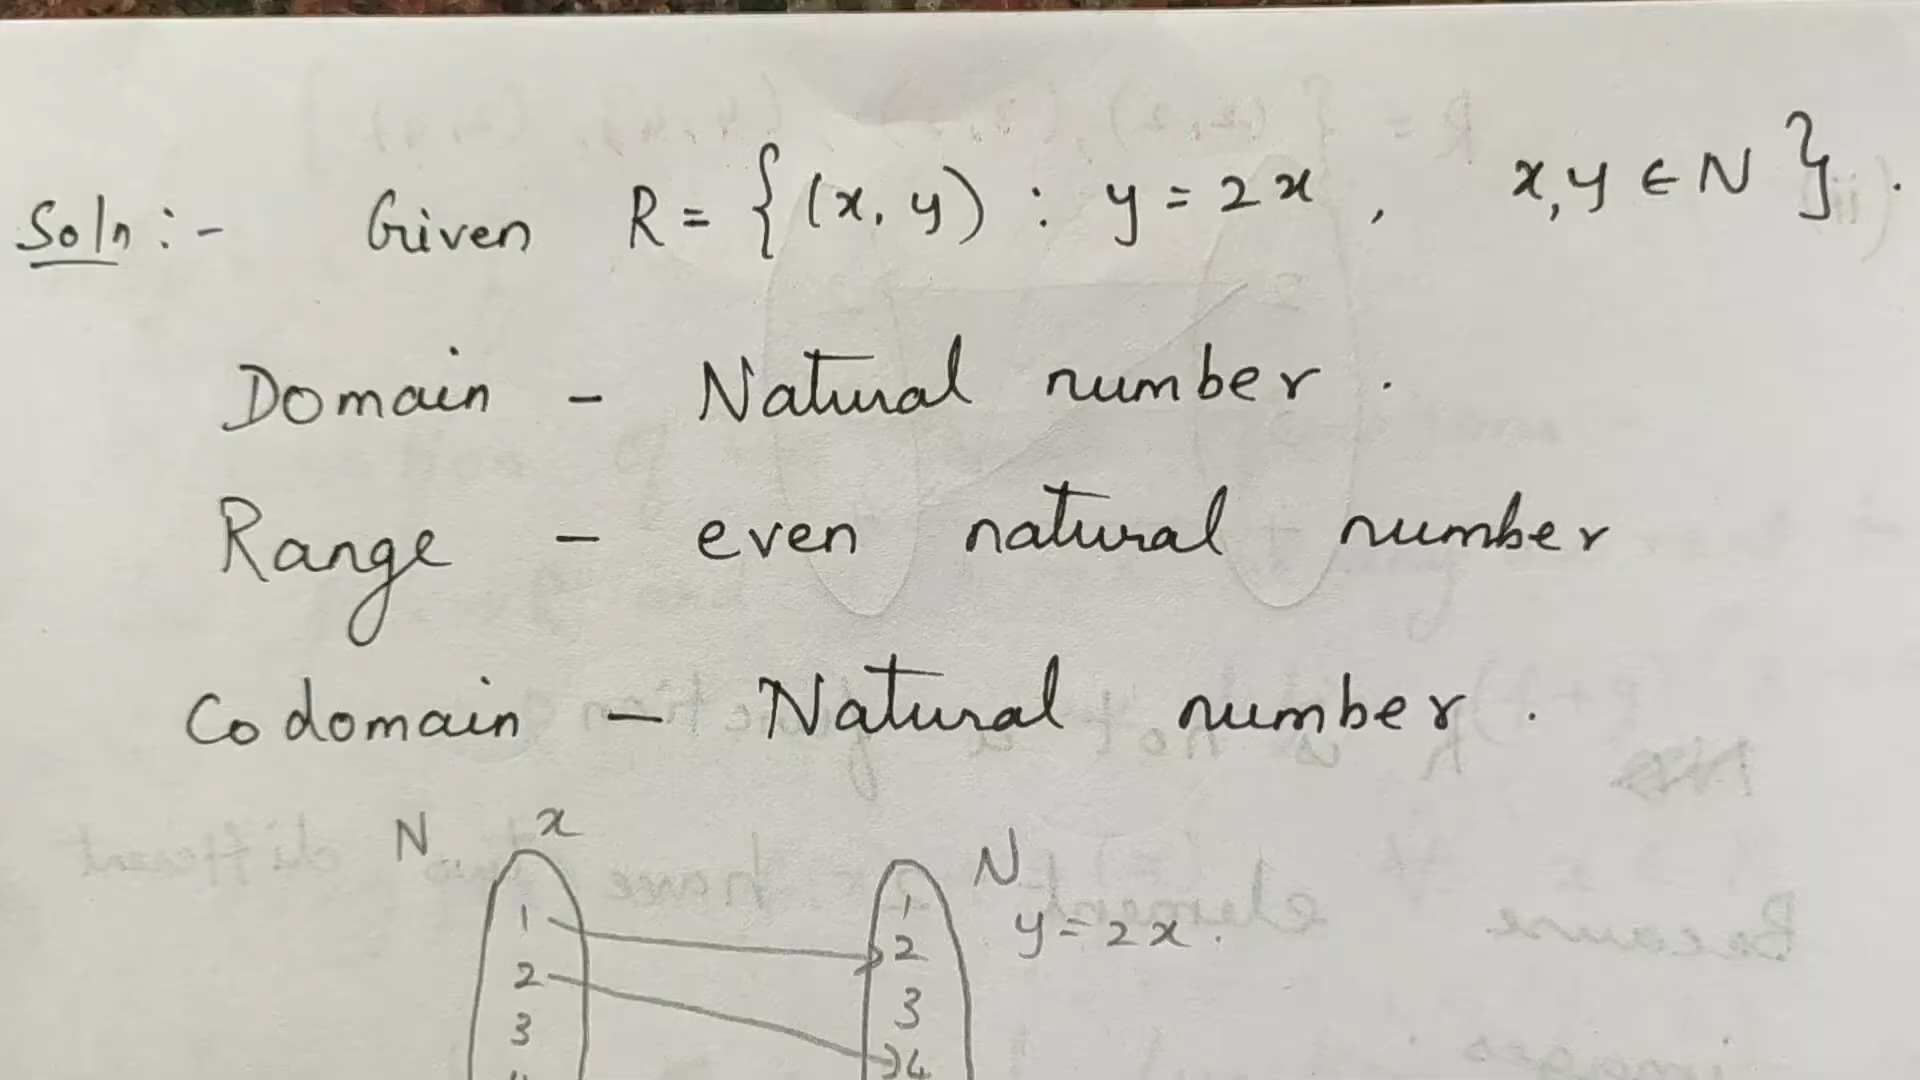 Soln :- Given R = { (x, y) : y = 2x , x, y ∈ N } .
Domain - Natural number .
Range - even natural number
Codomain - Natural number .
N x
N
1
1
y = 2x .
2
2
3
3
4